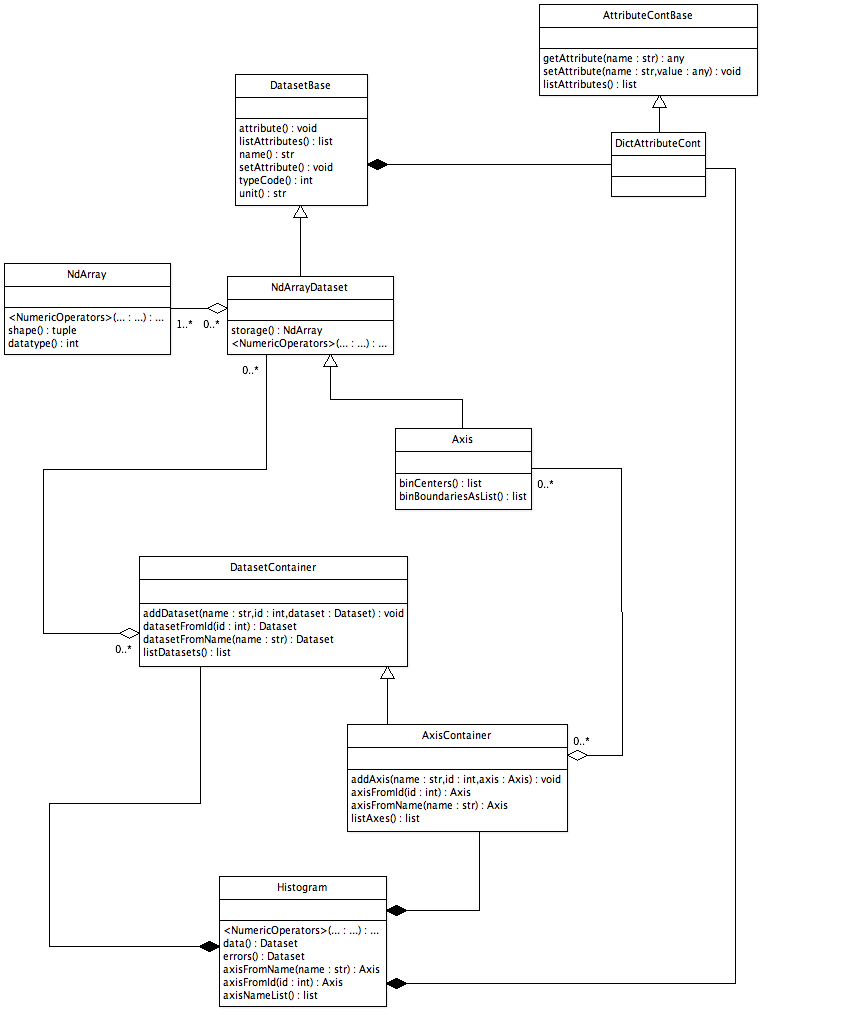 AttributeContBase
getAttribute(name : str) : any
setAttribute(name : str,value : any) : void
listAttributes() : list
DatasetBase
attribute() : void
listAttributes() : list
name() : str
setAttribute() : void
typeCode() : int
unit() : str
DictAttributeCont
NdArray
<NumericOperators>(... : ...) : ...
shape() : tuple
datatype() : int
1..*
0..*
NdArrayDataset
storage() : NdArray
<NumericOperators>(... : ...) : ...
0..*
Axis
binCenters() : list
binBoundariesAsList() : list
0..*
DatasetContainer
addDataset(name : str,id : int,dataset : Dataset) : void
datasetFromId(id : int) : Dataset
datasetFromName(name : str) : Dataset
listDatasets() : list
0..*
AxisContainer
addAxis(name : str,id : int,axis : Axis) : void
axisFromId(id : int) : Axis
axisFromName(name : str) : Axis
listAxes() : list
0..*
Histogram
<NumericOperators>(... : ...) : ...
data() : Dataset
errors() : Dataset
axisFromName(name : str) : Axis
axisFromId(id : int) : Axis
axisNameList() : list